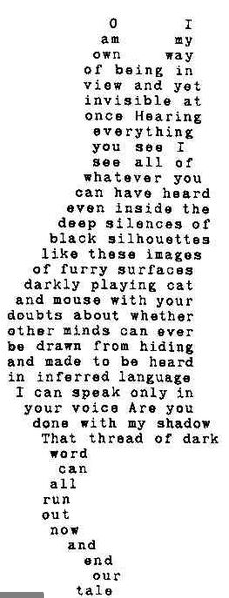 O I
am my
own way
of being in
view and yet
invisible at
once Hearing
everything
you see I
see all of
whatever you
can have heard
even inside the
deep silences of
black silhouettes
like these images
of furry surfaces
darkly playing cat
and mouse with your
doubts about whether
other minds can ever
be drawn from hiding
and made to be heard
in inferred language
I can speak only in
your voice Are you
done with my shadow
That thread of dark
word
can
all
run
out
now
and
end
our
tale